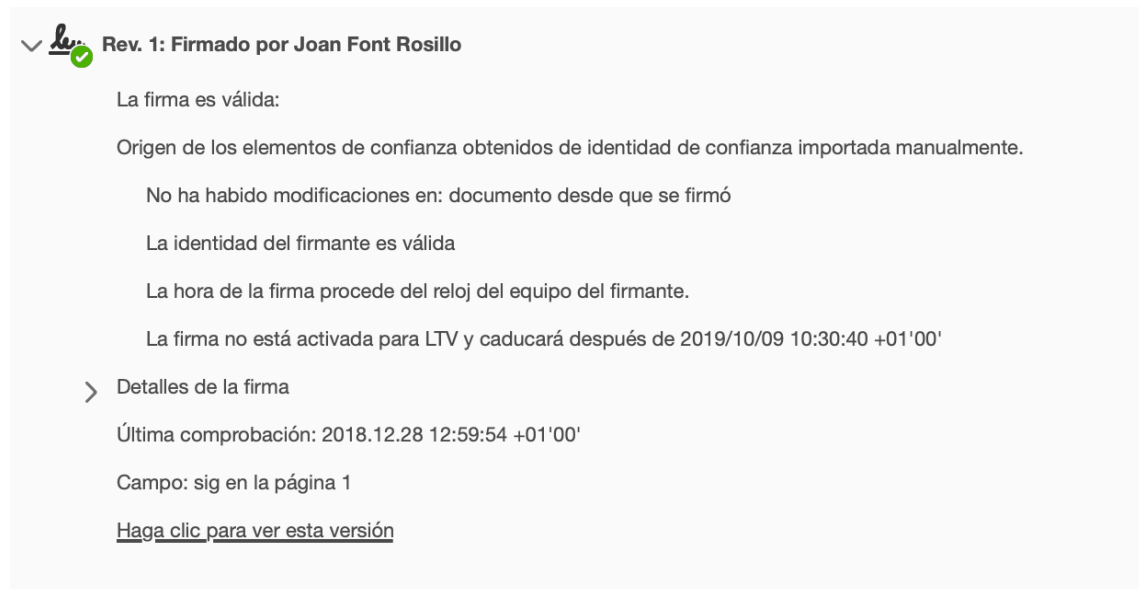 Rev. 1: Firmado por Joan Font Rosillo
La firma es válida:
Origen de los elementos de confianza obtenidos de identidad de confianza importada manualmente.
No ha habido modificaciones en: documento desde que se firmó
La identidad del firmante es válida
La hora de la firma procede del reloj del equipo del firmante.
La firma no está activada para LTV y caducará después de 2019/10/09 10:30:40 +01'00'
Detalles de la firma
Última comprobación: 2018.12.28 12:59:54 +01'00'
Campo: sig en la página 1
Haga clic para ver esta versión